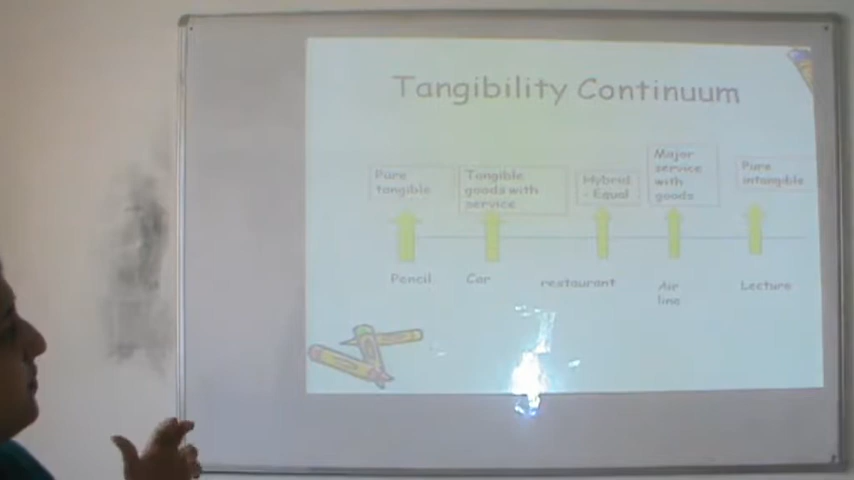 Tangibility Continuum
Pure
tangible
Tangible
goods with
service
Hybrid
- Equal
Major
service
with
goods
Pure
intangible
Pencil
Car
restaurant
Air
line
Lecture